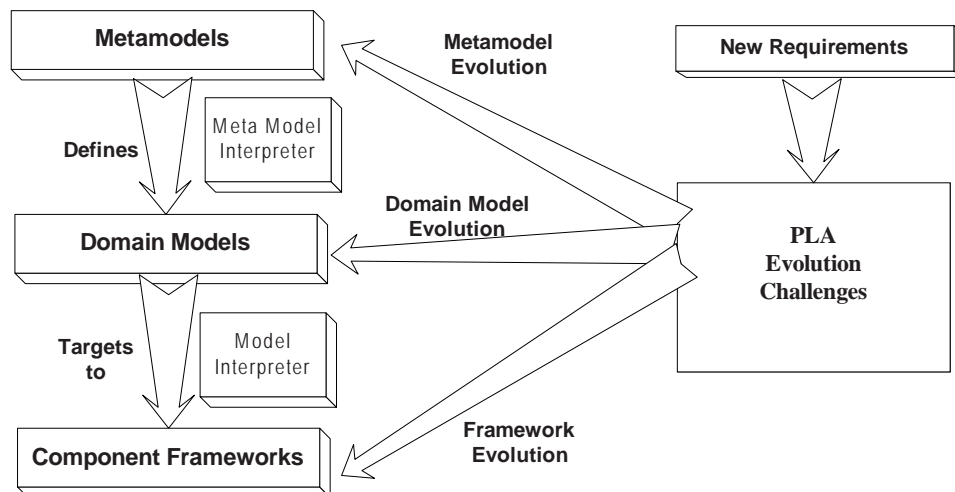 Metamodels
Metamodel
Evolution
New Requirements
Defines
Meta Model
Interpreter
Domain Model
Evolution
Domain Models
PLA
Evolution
Challenges
Targets
to
Model
Interpreter
Framework
Evolution
Component Frameworks